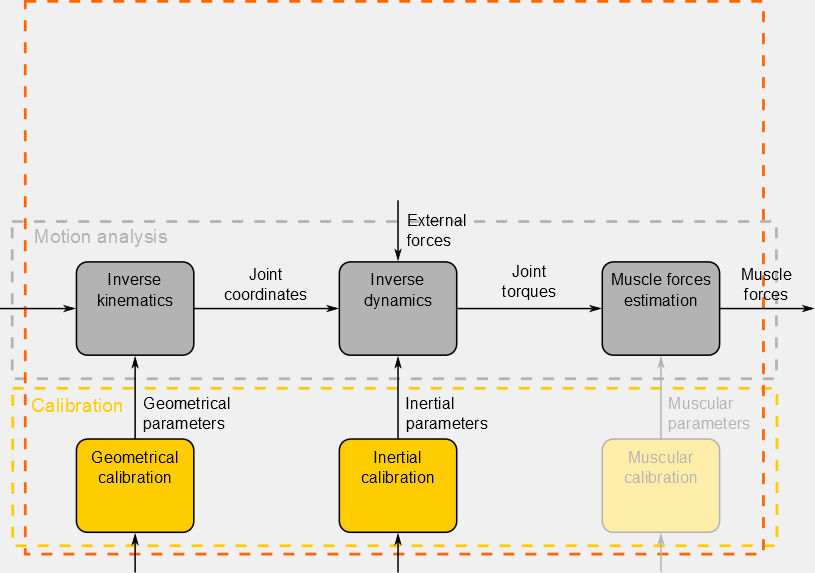 External
forces
Motion analysis
Inverse
kinematics
Joint
coordinates
Inverse
dynamics
Joint
torques
Muscle forces
estimation
Muscle
forces
Calibration
Geometrical
parameters
Inertial
parameters
Muscular
parameters
Geometrical
calibration
Inertial
calibration
Muscular
calibration